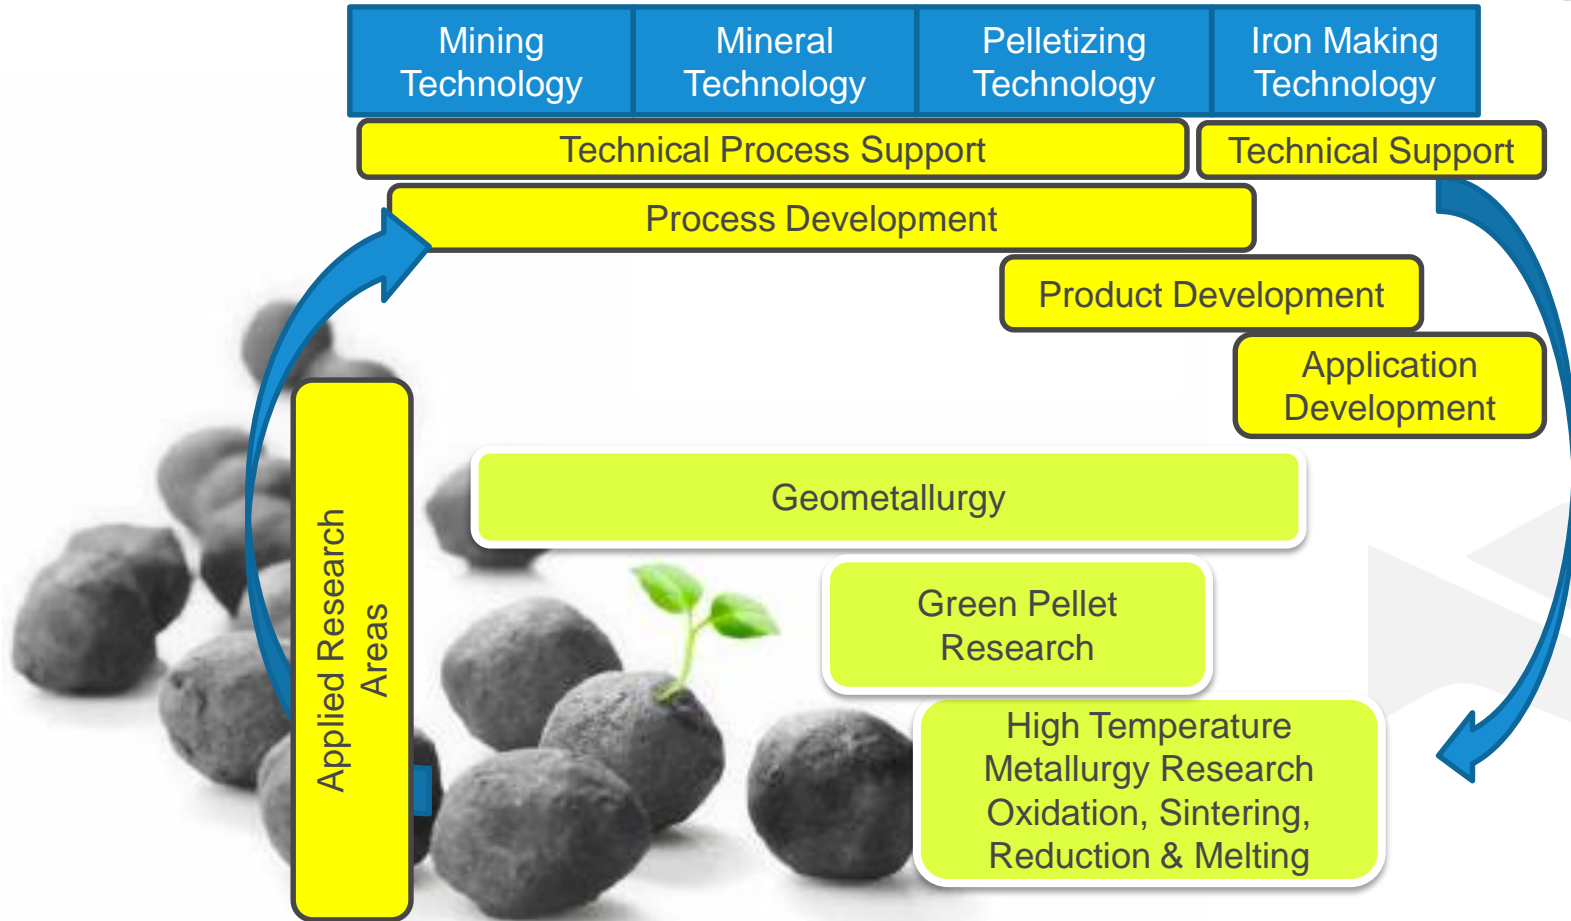 Mining
Technology
Mineral
Technology
Pelletizing
Technology
Iron Making
Technology
Technical Process Support
Technical Support
Process Development
Product Development
Application
Development
Applied Research
Areas
Geometallurgy
Green Pellet
Research
High Temperature
Metallurgy Research
Oxidation, Sintering,
Reduction & Melting